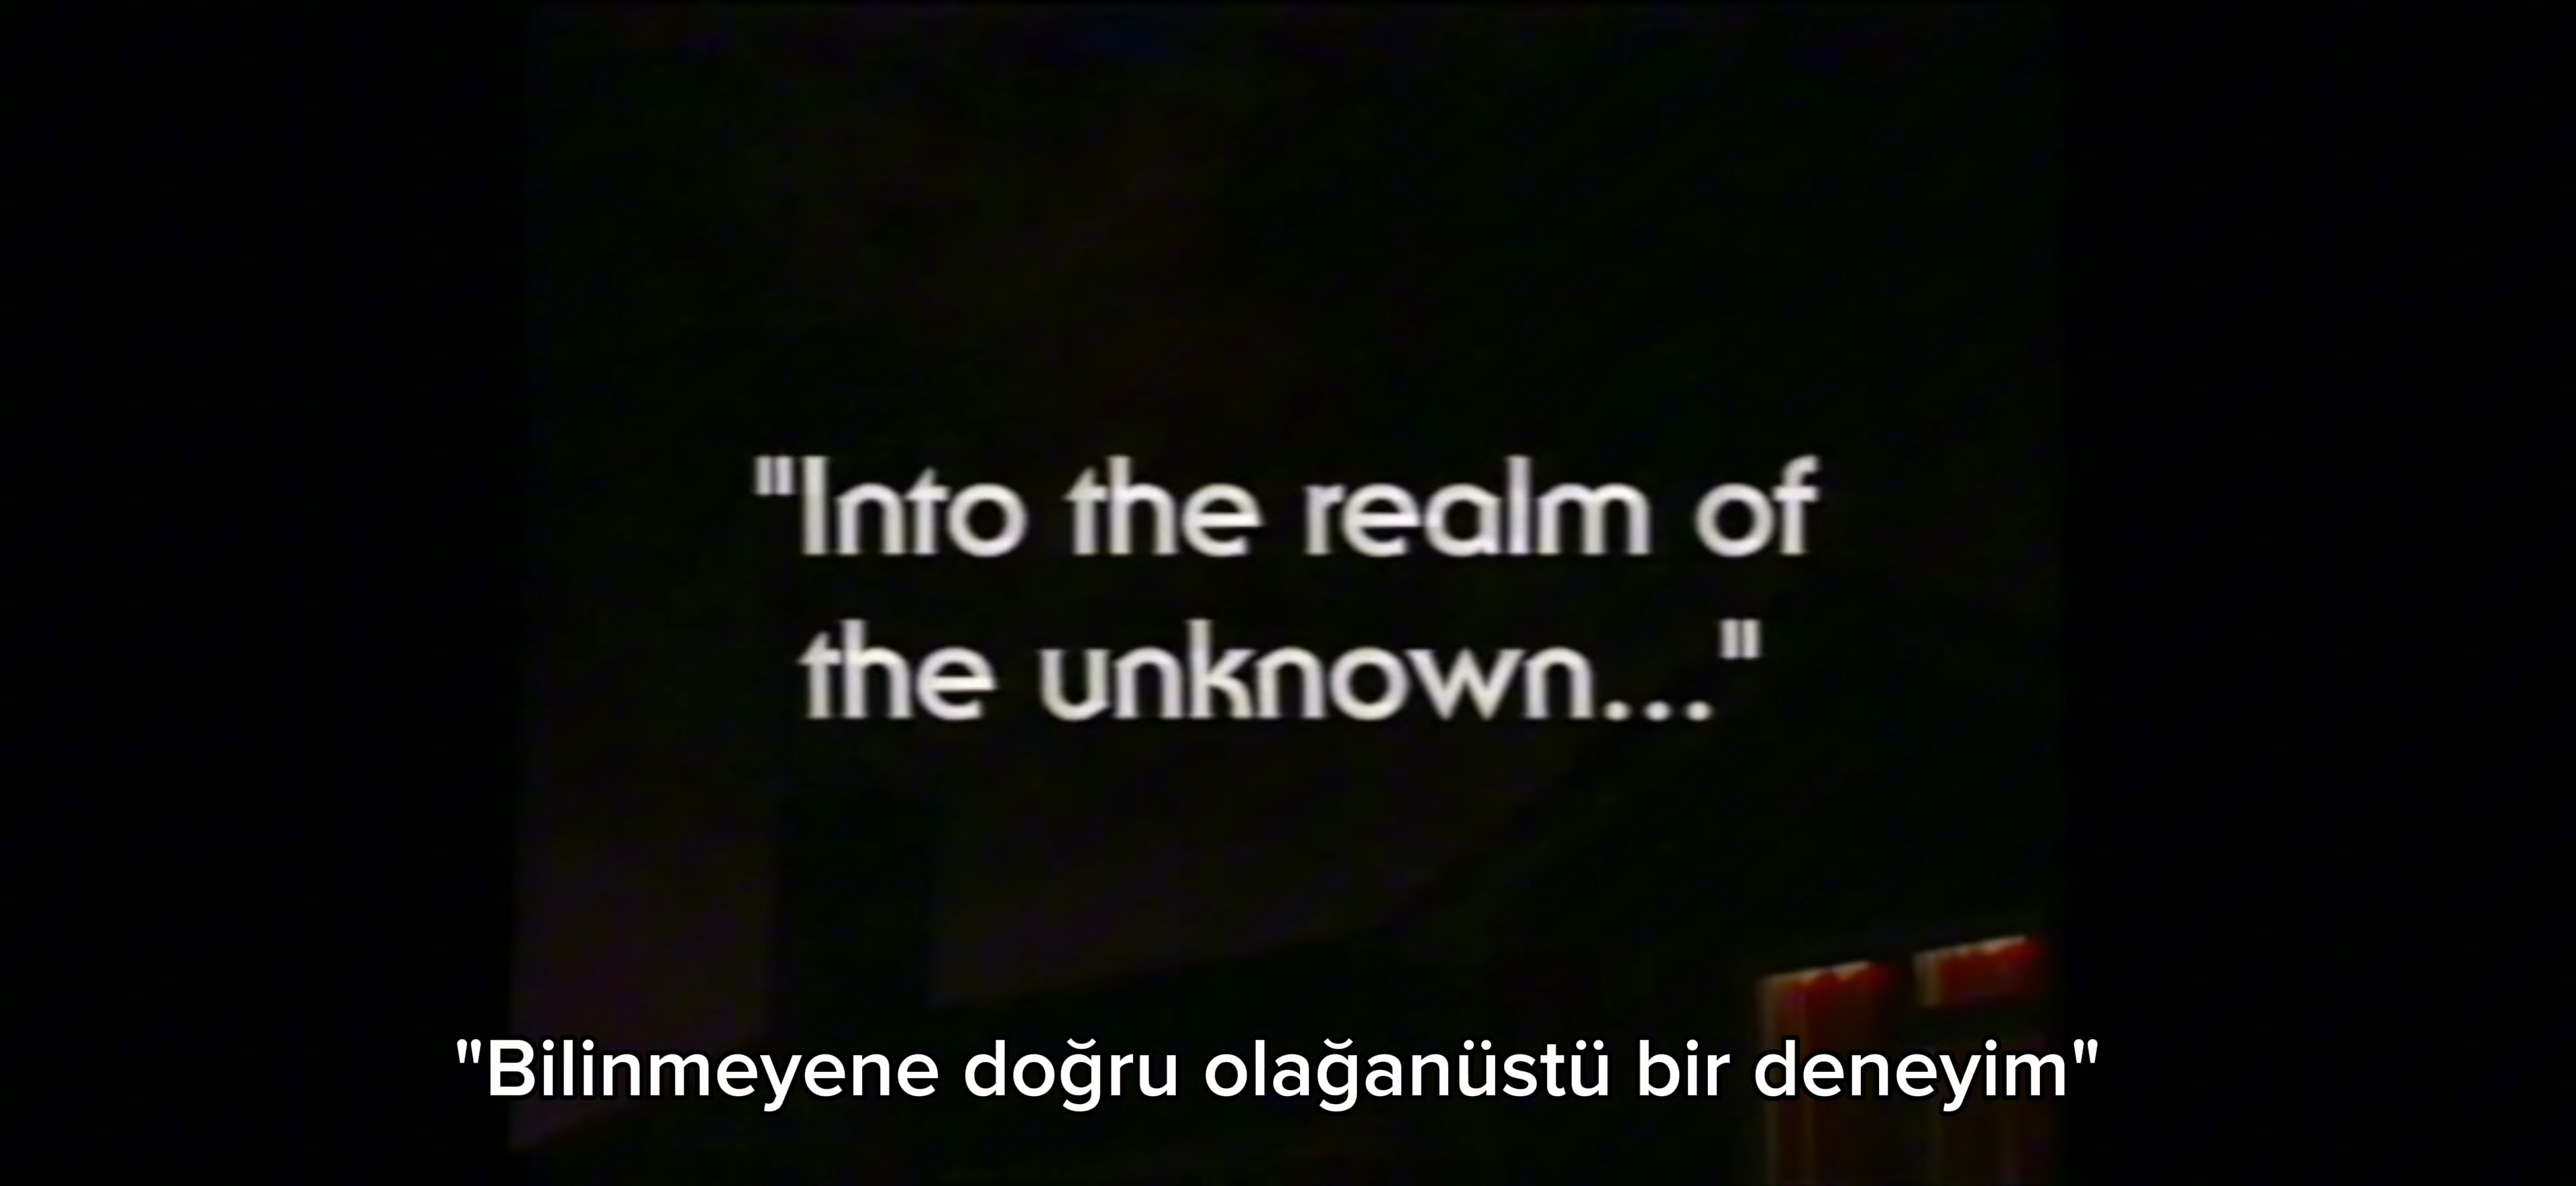 "Into the realm of
the unknown..."
"Bilinmeyene doğru olağanüstü bir deneyim"